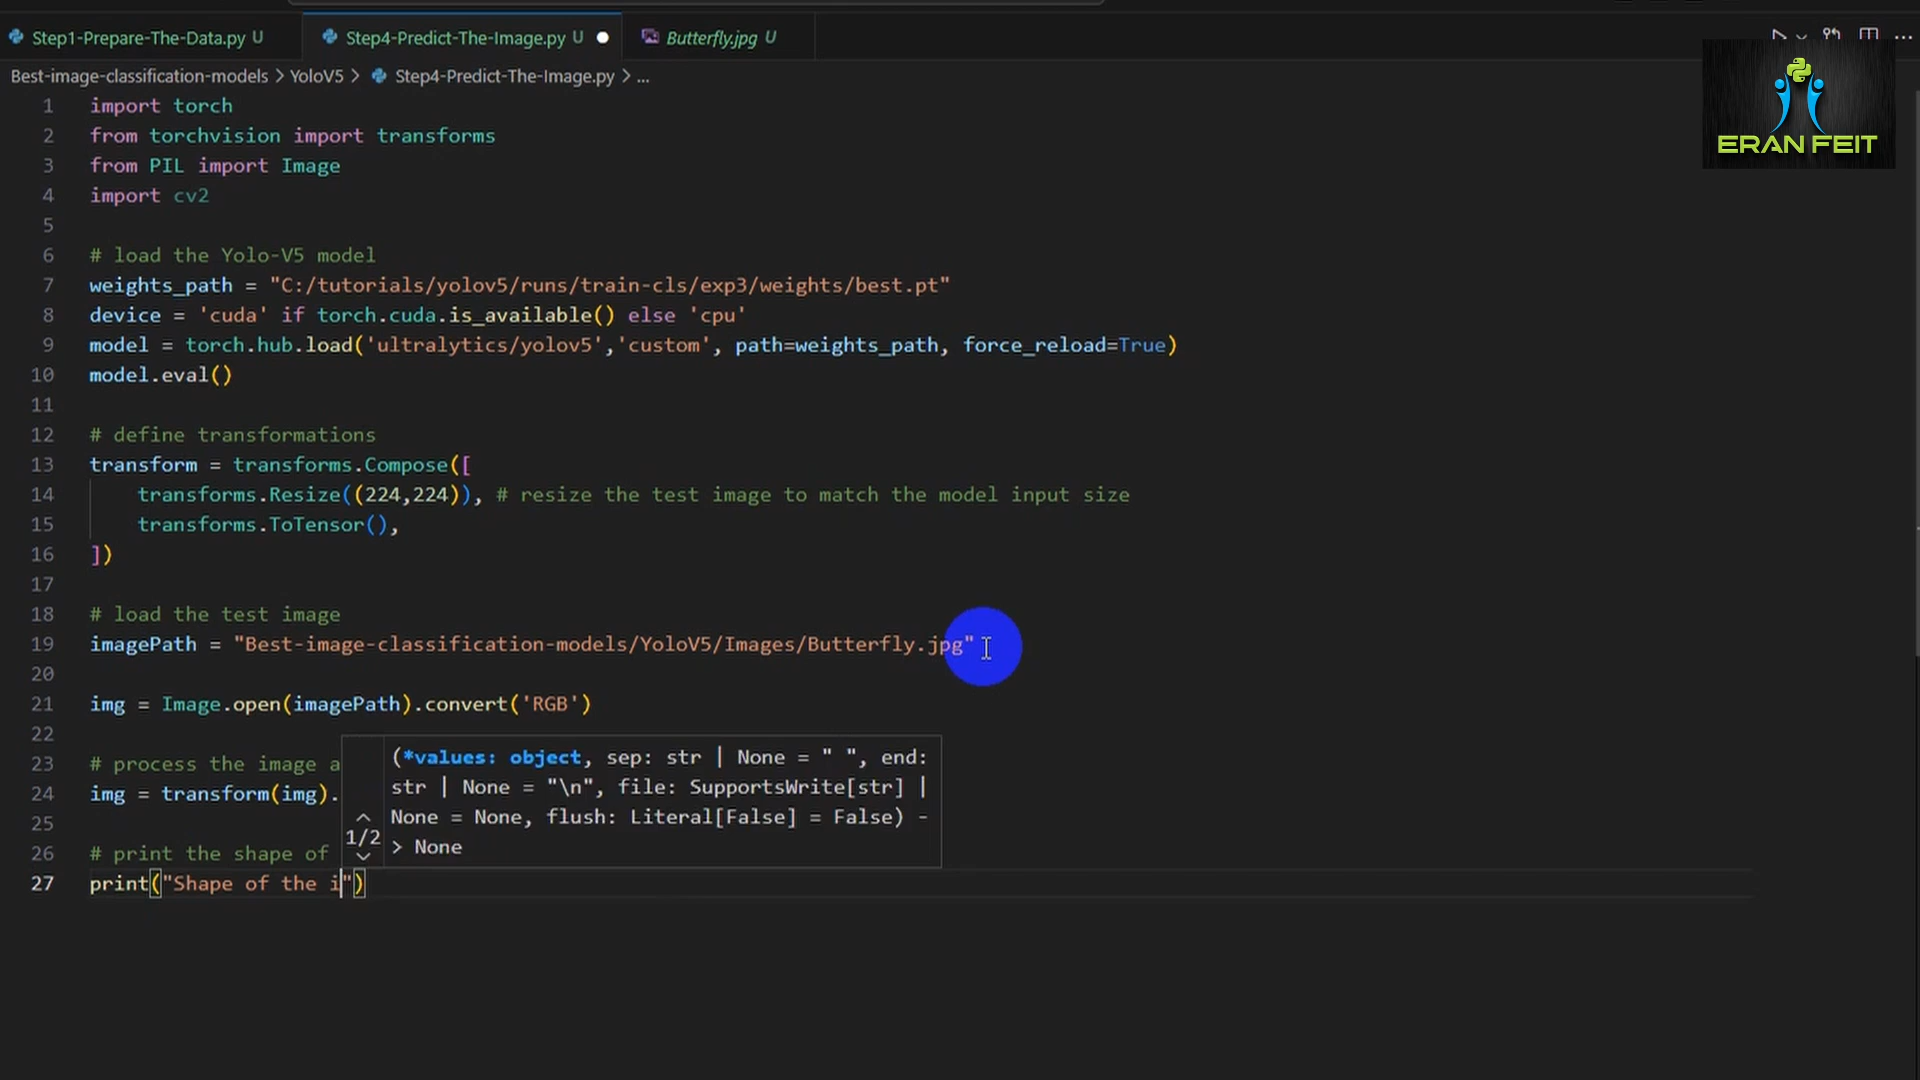 Step1-Prepare-The-Data.py U
Step4-Predict-The-Image.py U
Butterfly.jpg U
ERAN FEIT
Best-image-classification-models > YoloV5 > Step4-Predict-The-Image.py > ...
1 import torch
2 from torchvision import transforms
3 from PIL import Image
4 import cv2
5
6 # load the Yolo-V5 model
7 weights_path = "C:/tutorials/yolov5/runs/train-cls/exp3/weights/best.pt"
8 device = 'cuda' if torch.cuda.is_available() else 'cpu'
9 model = torch.hub.load('ultralytics/yolov5','custom', path=weights_path, force_reload=True)
10 model.eval()
11
12 # define transformations
13 transform = transforms.Compose([
14 transforms.Resize((224,224)), # resize the test image to match the model input size
15 transforms.ToTensor(),
16 ])
17
18 # load the test image
19 imagePath = "Best-image-classification-models/YoloV5/Images/Butterfly.jpg"
20
21 img = Image.open(imagePath).convert('RGB')
22
23 # process the image a
24 img = transform(img).
25
26 # print the shape of
27 print("Shape of the i")
(*values: object, sep: str | None = " ", end:
str | None = "\n", file: SupportsWrite[str] |
None = None, flush: Literal[False] = False) -
> None
1/2